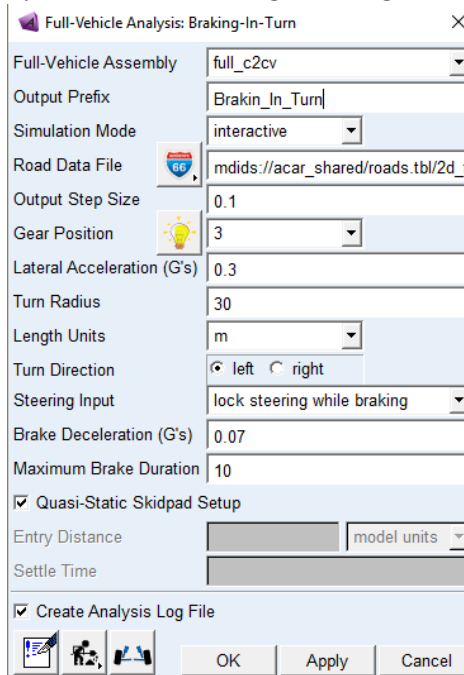 Full-Vehicle Analysis: Braking-In-Turn
Full-Vehicle Assembly full_c2cv
Output Prefix Brakin_In_Turn
Simulation Mode interactive
Road Data File 66 mdids://acar_shared/roads.tbl/2d_
Output Step Size 0.1
Gear Position 3
Lateral Acceleration (G's) 0.3
Turn Radius 30
Length Units m
Turn Direction left right
Steering Input lock steering while braking
Brake Deceleration (G's) 0.07
Maximum Brake Duration 10
Quasi-Static Skidpad Setup
Entry Distance model units
Settle Time
Create Analysis Log File
OK Apply Cancel